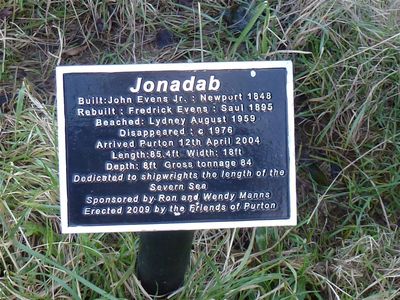 Jonadab
Built:John Evens Jr. : Newport 1848
Rebuilt : Fredrick Evens : Saul 1895
Beached: Lydney August 1959
Disappeared : c 1976
Arrived Purton 12th April 2004
Length:85.4ft Width: 18ft
Depth: 8ft Gross tonnage 84
Dedicated to shipwrights the length of the
Severn Sea
Sponsored by Ron and Wendy Manns
Erected 2009 by the Friends of Purton